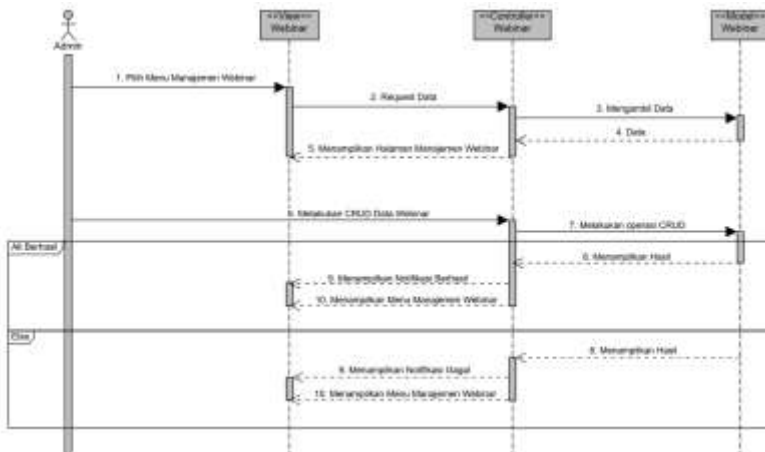 <<View>>
Webinar
<<Controller>>
Webinar
<<Model>>
Webinar
Admin
1. Pilih Menu Manajemen Webinar
2. Request Data
3. Mengambil Data
4. Data
5. Menampilkan Halaman Manajemen Webinar
6. Melakukan CRUD Data Webinar
7. Melakukan operasi CRUD
Alt Berhasil
8. Menampilkan Hasil
9. Menampilkan Notifikasi Berhasil
10. Menampilkan Menu Manajemen Webinar
Else
8. Menampilkan Hasil
9. Menampilkan Notifikasi Gagal
10. Menampilkan Menu Manajemen Webinar